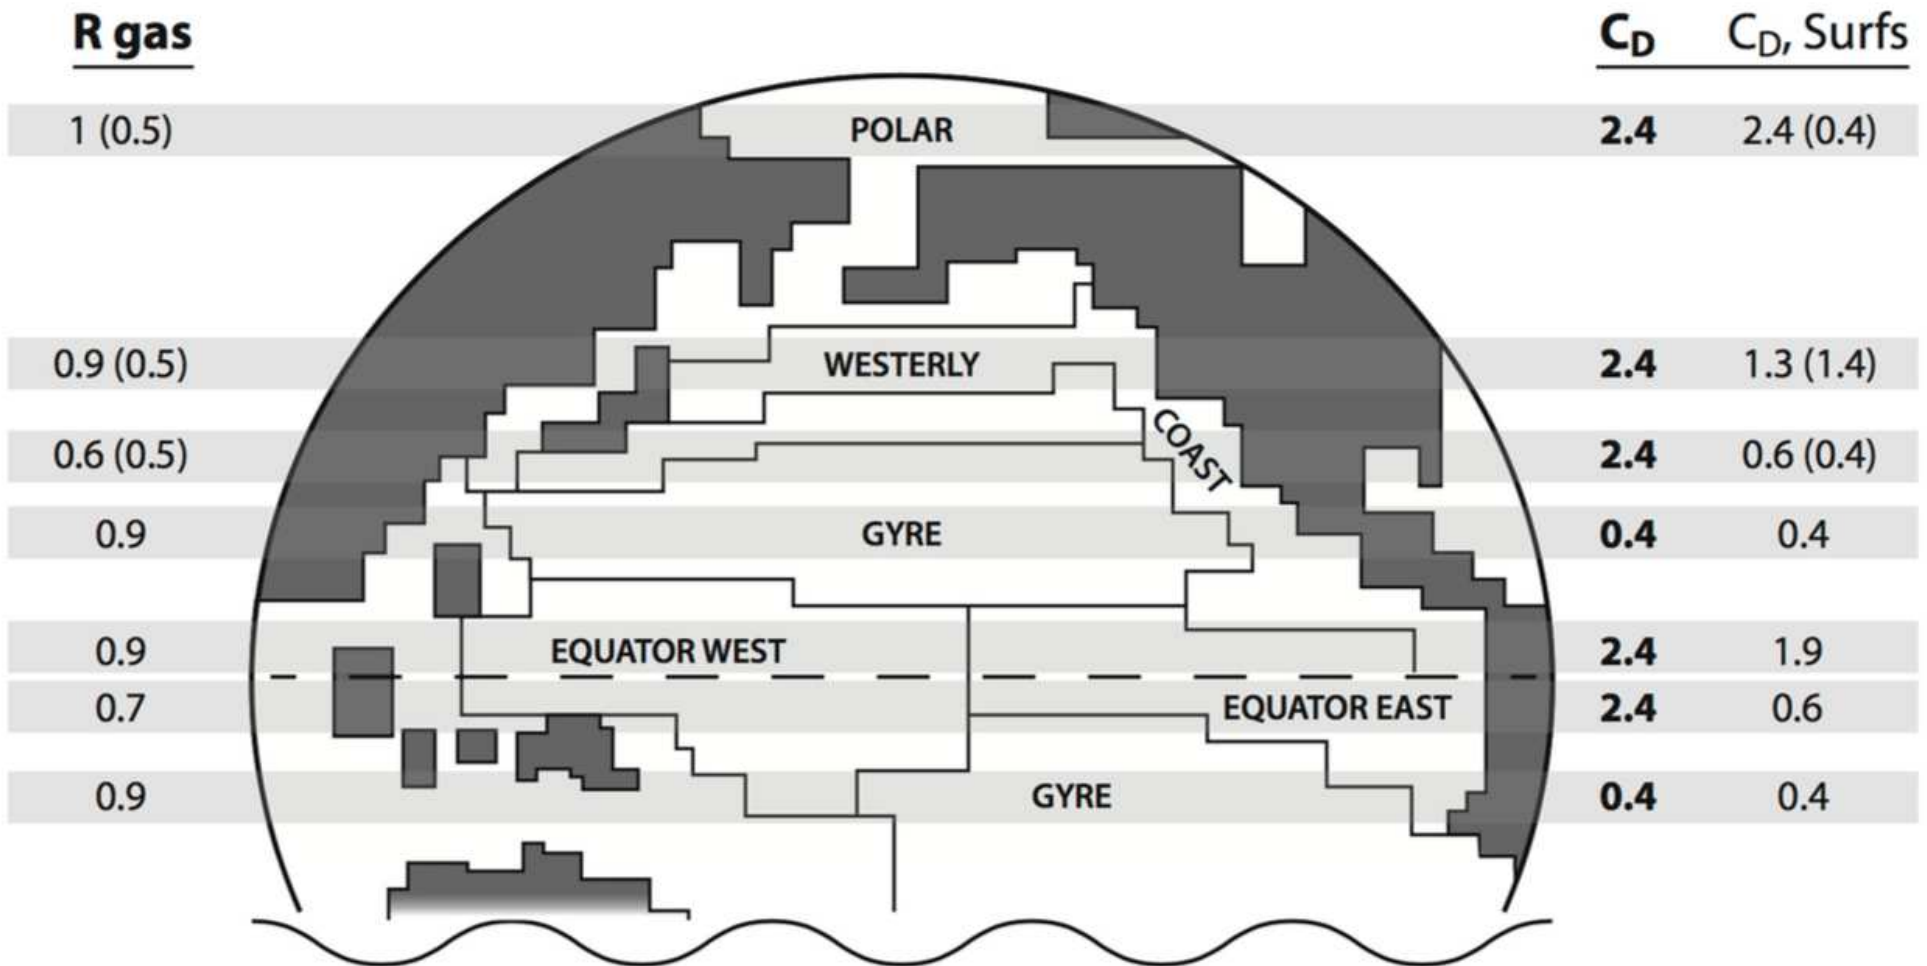 R gas C_D C_D, Surfs
1 (0.5) POLAR 2.4 2.4 (0.4)
0.9 (0.5) WESTERLY 2.4 1.3 (1.4)
COAST
0.6 (0.5) 2.4 0.6 (0.4)
0.9 GYRE 0.4 0.4
0.9 EQUATOR WEST 2.4 1.9
0.7 EQUATOR EAST 2.4 0.6
0.9 GYRE 0.4 0.4